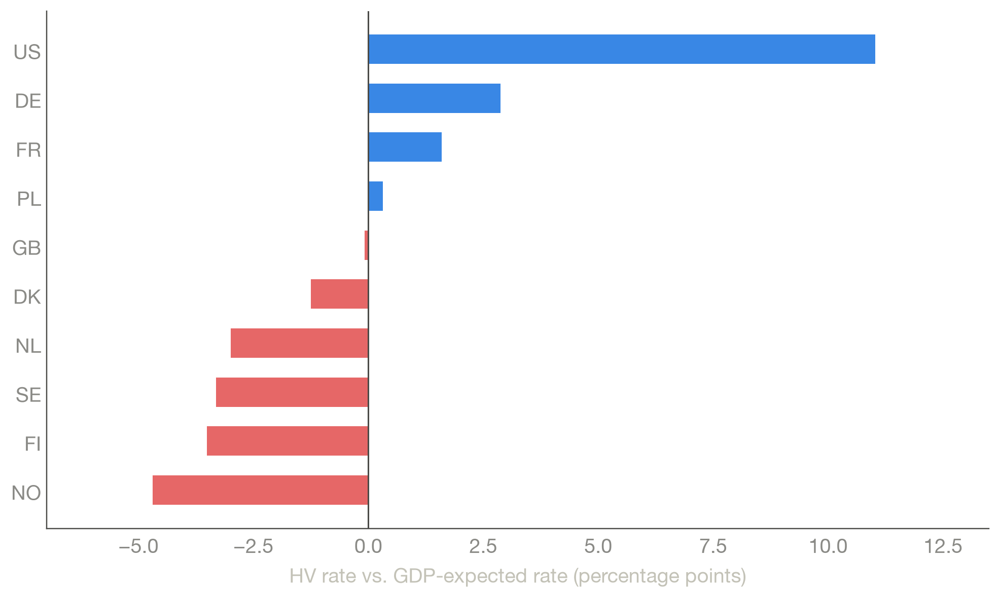 US
DE
FR
PL
GB
DK
NL
SE
FI
NO
−5.0 −2.5 0.0 2.5 5.0 7.5 10.0 12.5
HV rate vs. GDP-expected rate (percentage points)